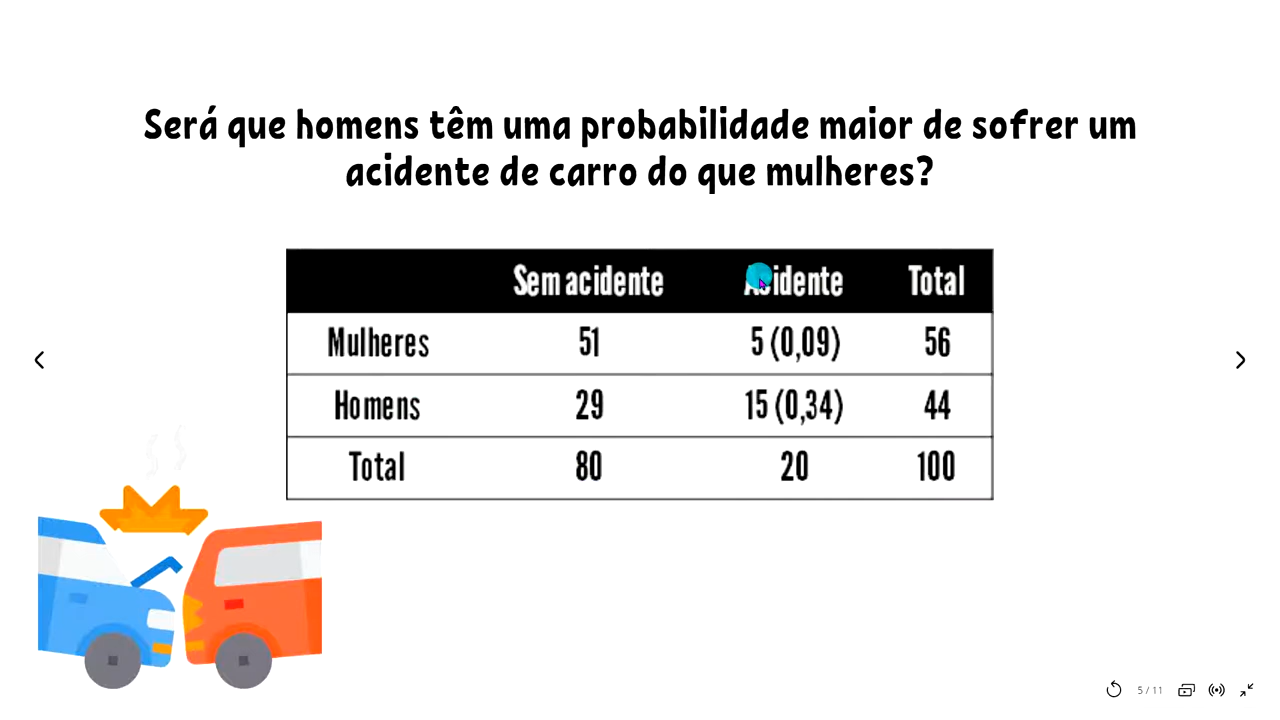 Será que homens têm uma probabilidade maior de sofrer um
acidente de carro do que mulheres?
Sem acidente Acidente Total
Mulheres 51 5 (0,09) 56
Homens 29 15 (0,34) 44
Total 80 20 100
5 / 11